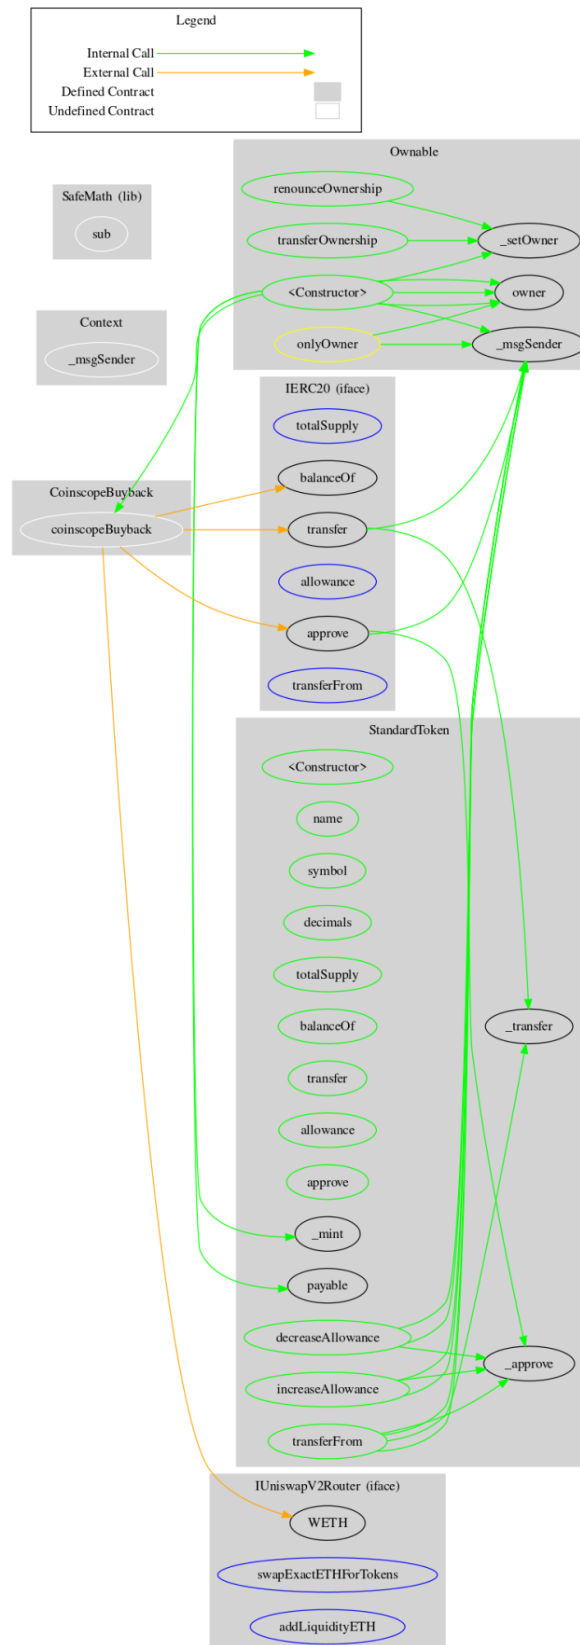 Legend
Internal Call
External Call
Defined Contract
Undefined Contract
Ownable
renounceOwnership
transferOwnership
_setOwner
<Constructor>
owner
onlyOwner
_msgSender
SafeMath (lib)
sub
Context
_msgSender
IERC20 (iface)
totalSupply
balanceOf
transfer
allowance
approve
transferFrom
CoinscopeBuyback
coinscopeBuyback
StandardToken
<Constructor>
name
symbol
decimals
totalSupply
balanceOf
transfer
allowance
approve
_mint
payable
decreaseAllowance
increaseAllowance
transferFrom
_transfer
_approve
IUniswapV2Router (iface)
WETH
swapExactETHForTokens
addLiquidityETH